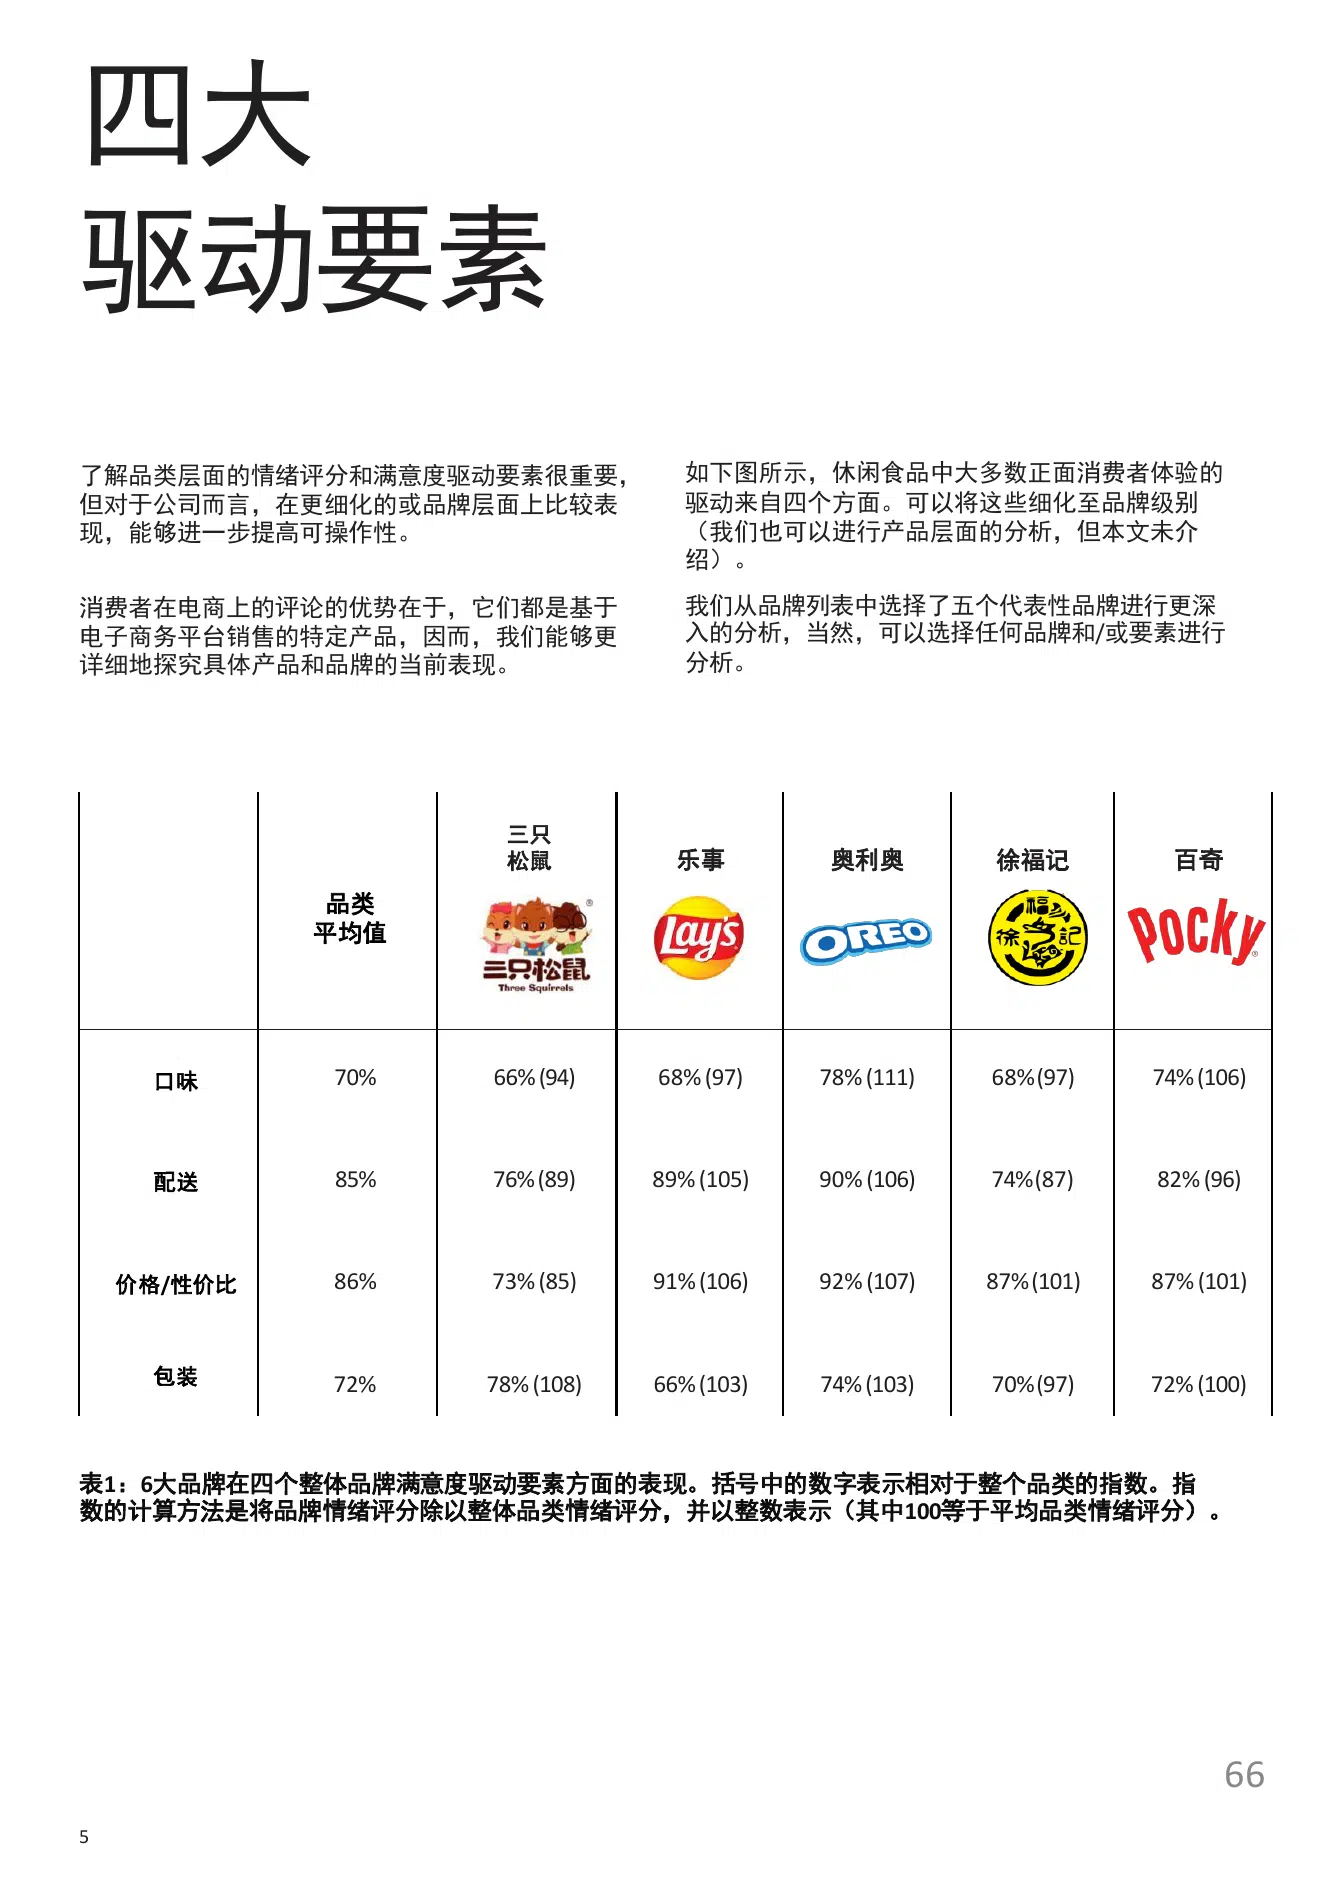 四大
驱动要素
了解品类层面的情绪评分和满意度驱动要素很重要，
但对于公司而言，在更细化的或品牌层面上比较表
现，能够进一步提高可操作性。
消费者在电商上的评论的优势在于，它们都是基于
电子商务平台销售的特定产品，因而，我们能够更
详细地探究具体产品和品牌的当前表现。
如下图所示，休闲食品中大多数正面消费者体验的
驱动来自四个方面。可以将这些细化至品牌级别
（我们也可以进行产品层面的分析，但本文未介
绍）。
我们从品牌列表中选择了五个代表性品牌进行更深
入的分析，当然，可以选择任何品牌和/或要素进行
分析。
品类
平均值
三只
松鼠
三只松鼠
Three Squirrels
乐事
Lay's
奥利奥
OREO
徐福记
徐福記
百奇
Pocky
口味 70% 66% (94) 68% (97) 78% (111) 68% (97) 74% (106)
配送 85% 76% (89) 89% (105) 90% (106) 74% (87) 82% (96)
价格/性价比 86% 73% (85) 91% (106) 92% (107) 87% (101) 87% (101)
包装 72% 78% (108) 66% (103) 74% (103) 70% (97) 72% (100)
表1：6大品牌在四个整体品牌满意度驱动要素方面的表现。括号中的数字表示相对于整个品类的指数。指
数的计算方法是将品牌情绪评分除以整体品类情绪评分，并以整数表示（其中100等于平均品类情绪评分）。
66
5